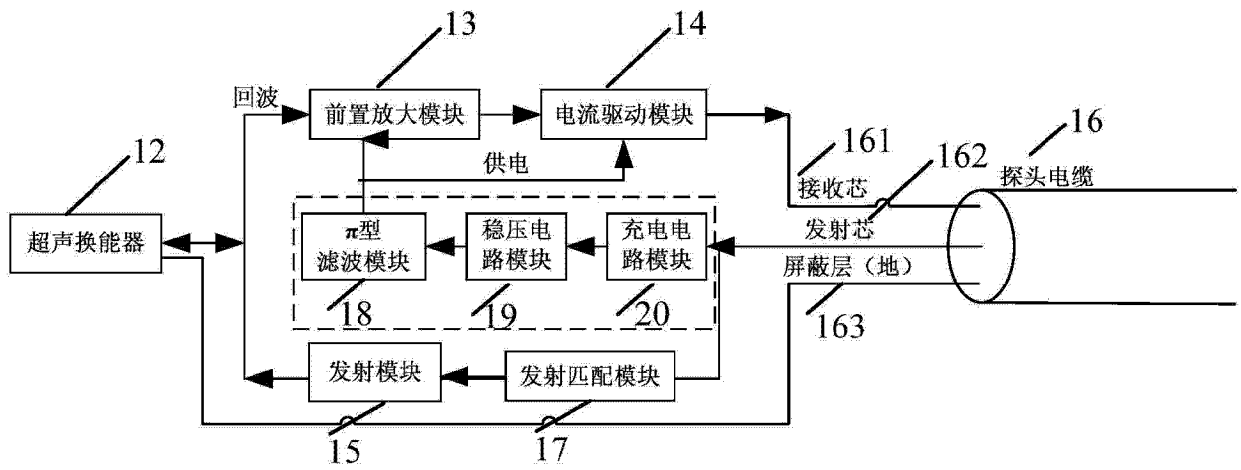 13
14
回波
前置放大模块
电流驱动模块
161
162
16
12
供电
接收芯
探头电缆
超声换能器
π型
滤波模块
稳压电
路模块
充电电
路模块
发射芯
屏蔽层（地）
18
19
20
163
发射模块
发射匹配模块
15
17